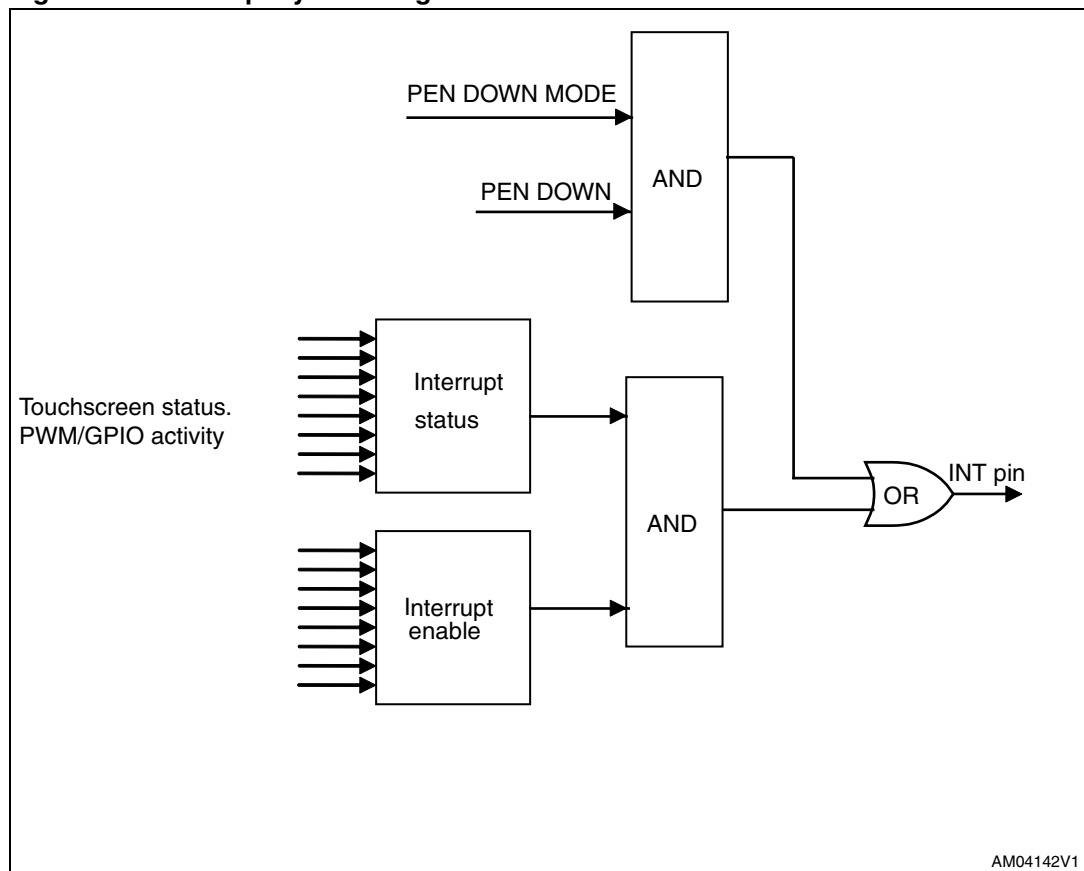 PEN DOWN MODE
AND
PEN DOWN
Interrupt
status
Touchscreen status.
PWM/GPIO activity
AND
INT pin
OR
Interrupt
enable
AM04142V1